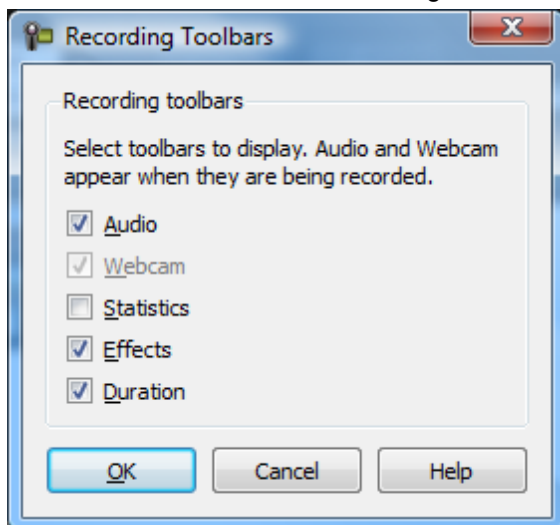 Recording Toolbars
X
Recording toolbars
Select toolbars to display. Audio and Webcam
appear when they are being recorded.
Audio
Webcam
Statistics
Effects
Duration
OK Cancel Help